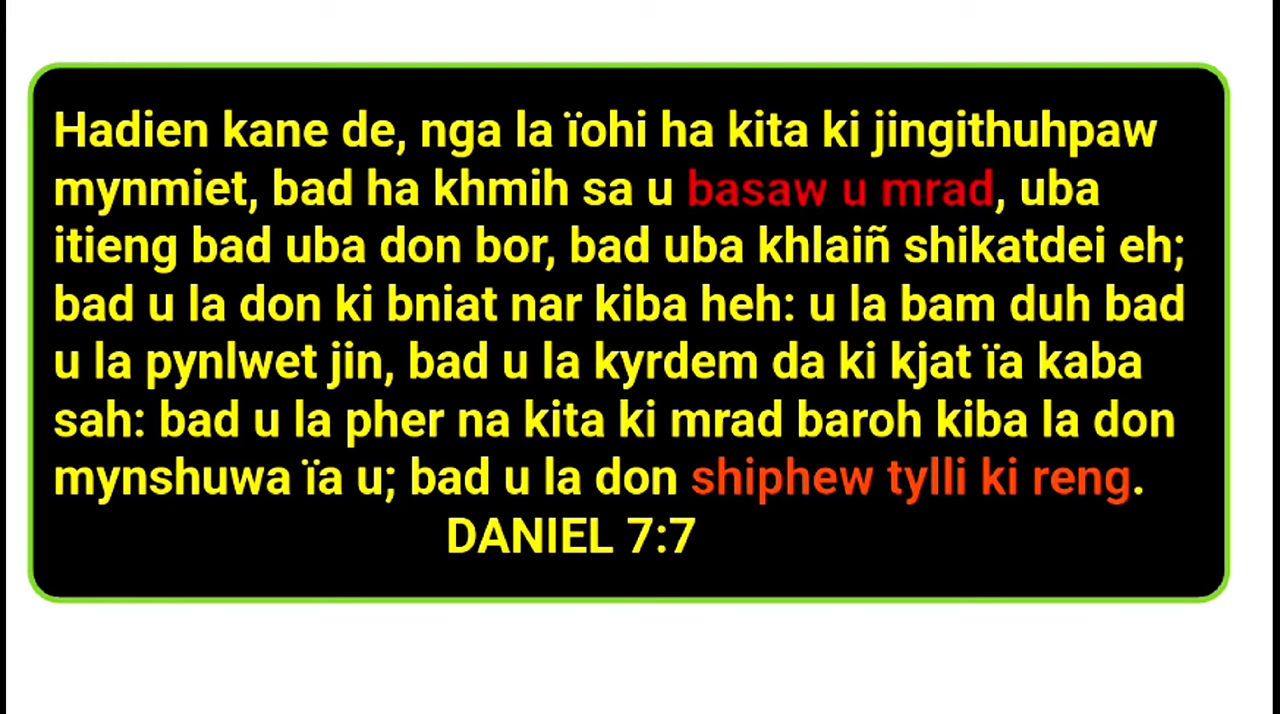 Hadien kane de, nga la ïohi ha kita ki jingithuhpaw
mynmiet, bad ha khmih sa u basaw u mrad, uba
itieng bad uba don bor, bad uba khlaiñ shikatdei eh;
bad u la don ki bniat nar kiba heh: u la bam duh bad
u la pynlwet jin, bad u la kyrdem da ki kjat ïa kaba
sah: bad u la pher na kita ki mrad baroh kiba la don
mynshuwa ïa u; bad u la don shiphew tylli ki reng.
DANIEL 7:7